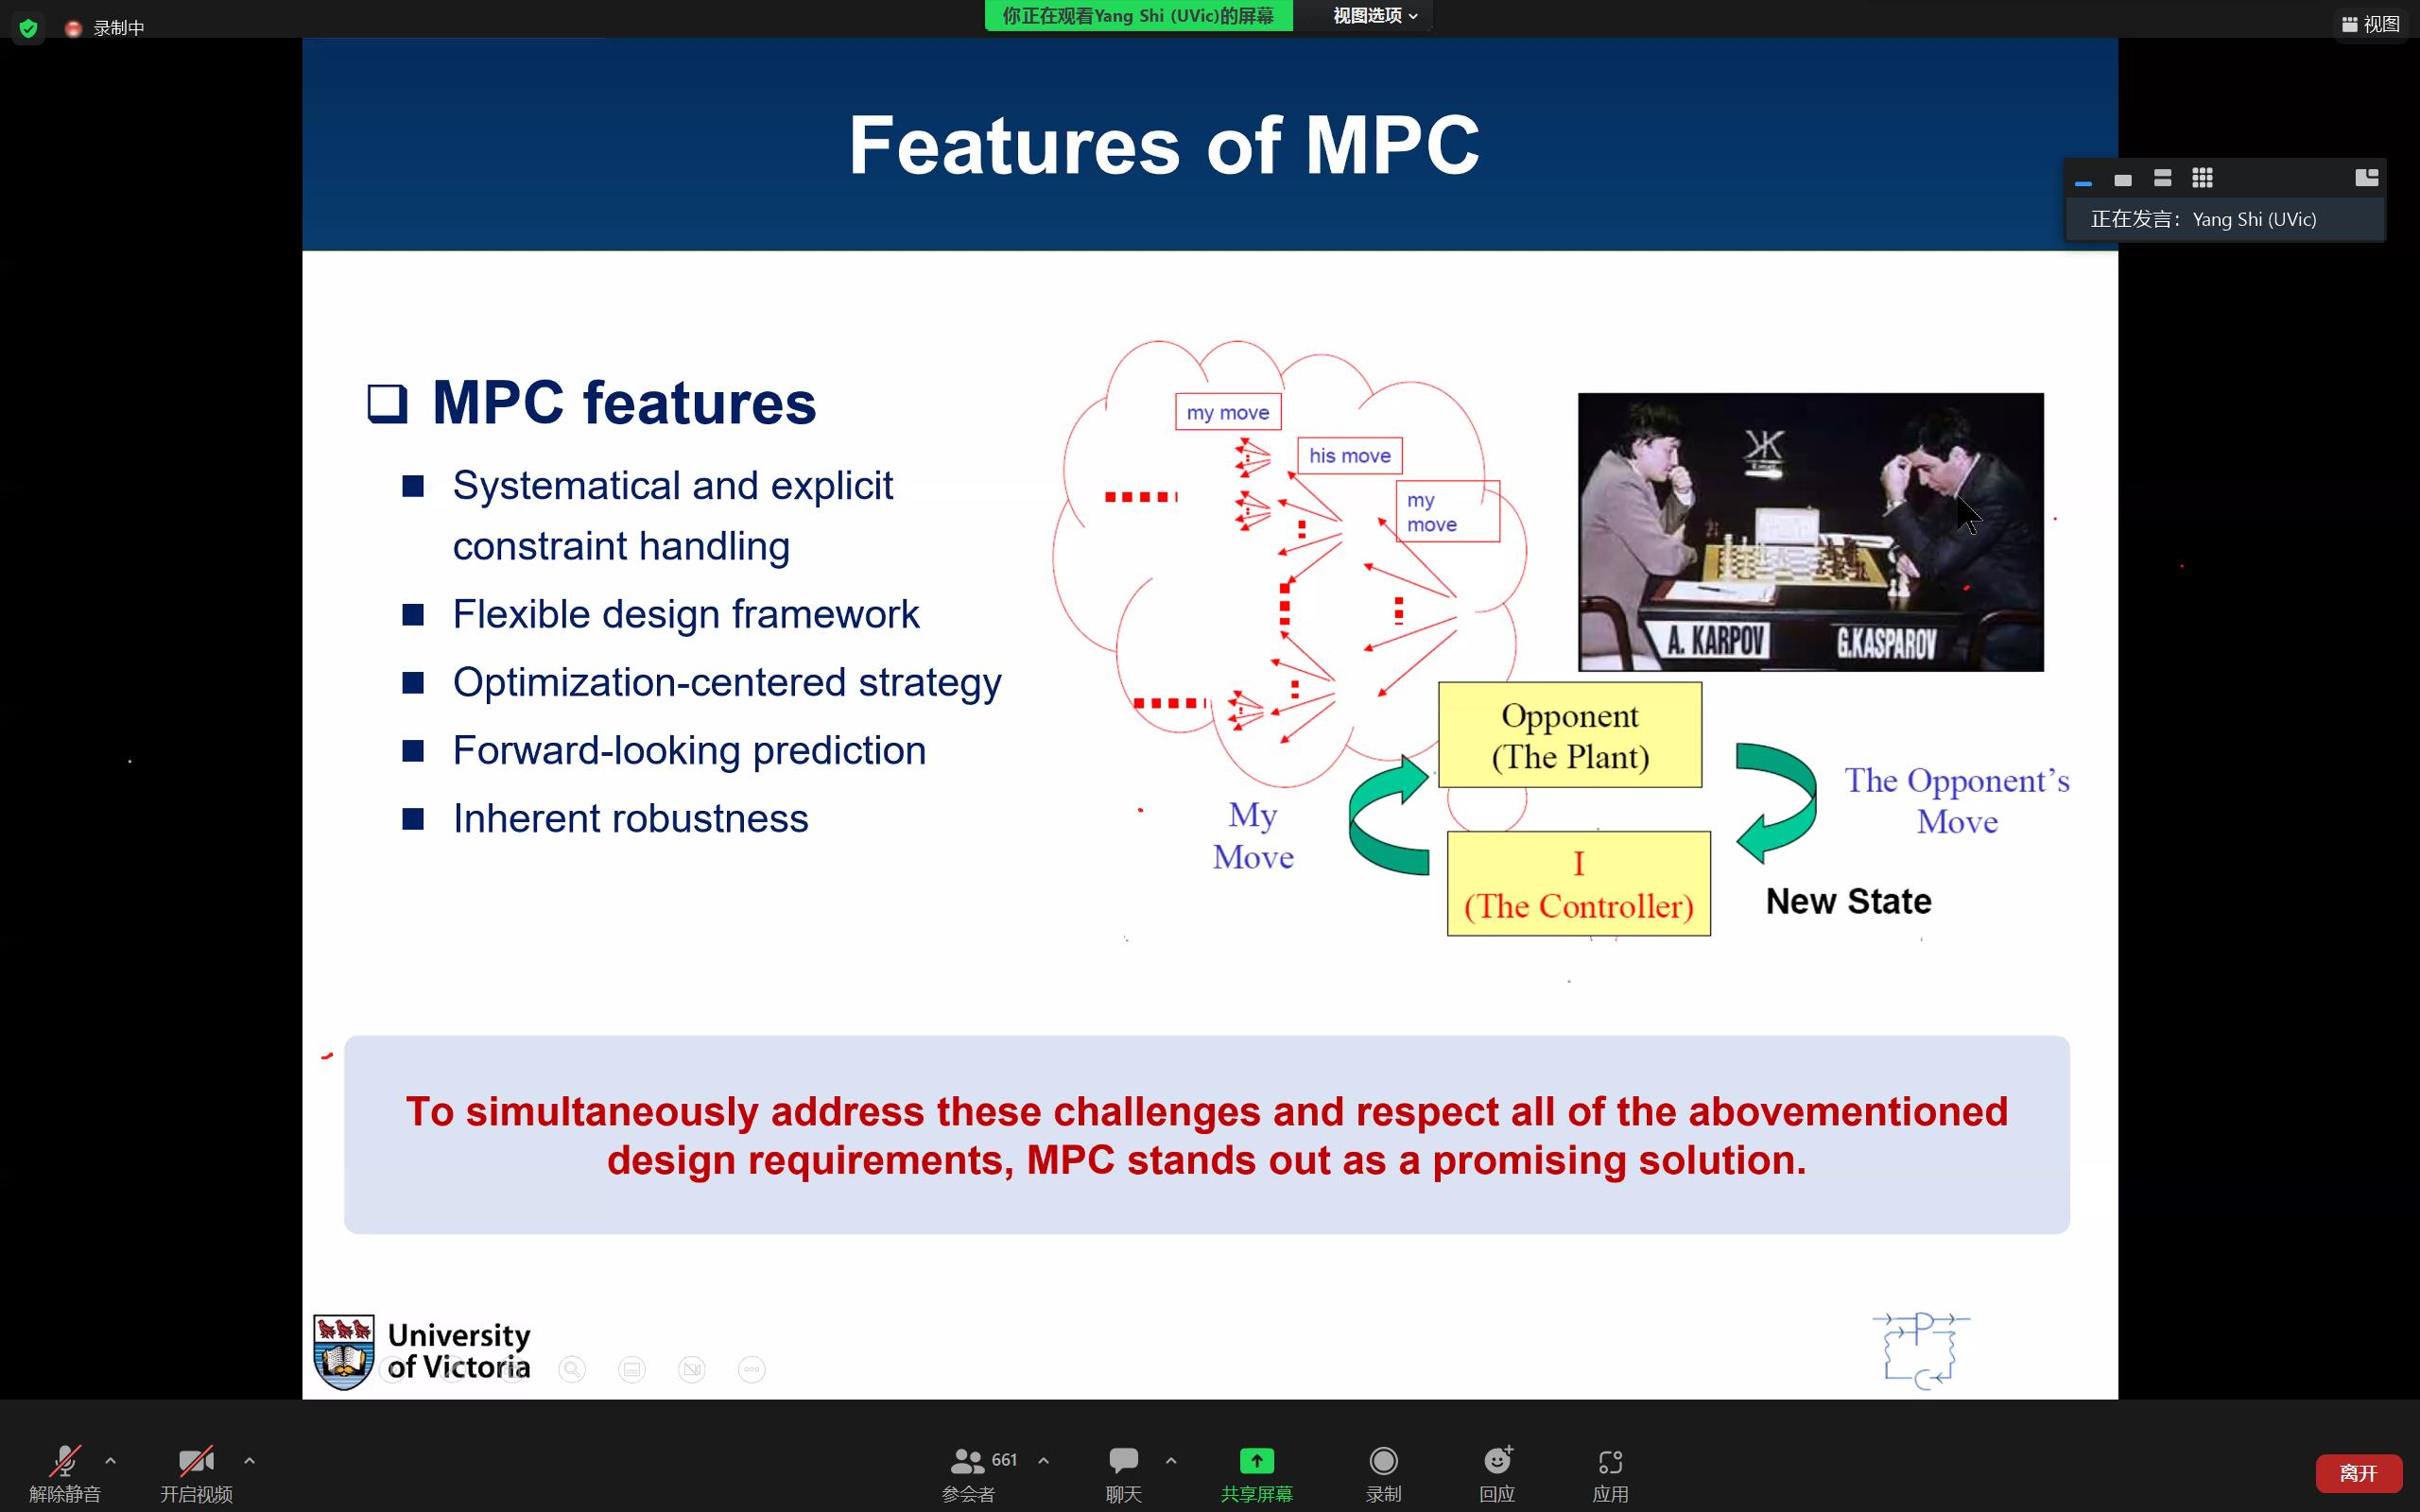 录制中
你正在观看Yang Shi (UVic)的屏幕
视图选项
视图
正在发言: Yang Shi (UVic)
Features of MPC
MPC features
Systematical and explicit
constraint handling
Flexible design framework
Optimization-centered strategy
Forward-looking prediction
Inherent robustness
my move
his move
my
move
A. KARPOV
G.KASPAROV
Opponent
(The Plant)
My
Move
The Opponent's
Move
I
(The Controller)
New State
To simultaneously address these challenges and respect all of the abovementioned
design requirements, MPC stands out as a promising solution.
University
of Victoria
解除静音
开启视频
661
参会者
聊天
共享屏幕
录制
回应
应用
离开